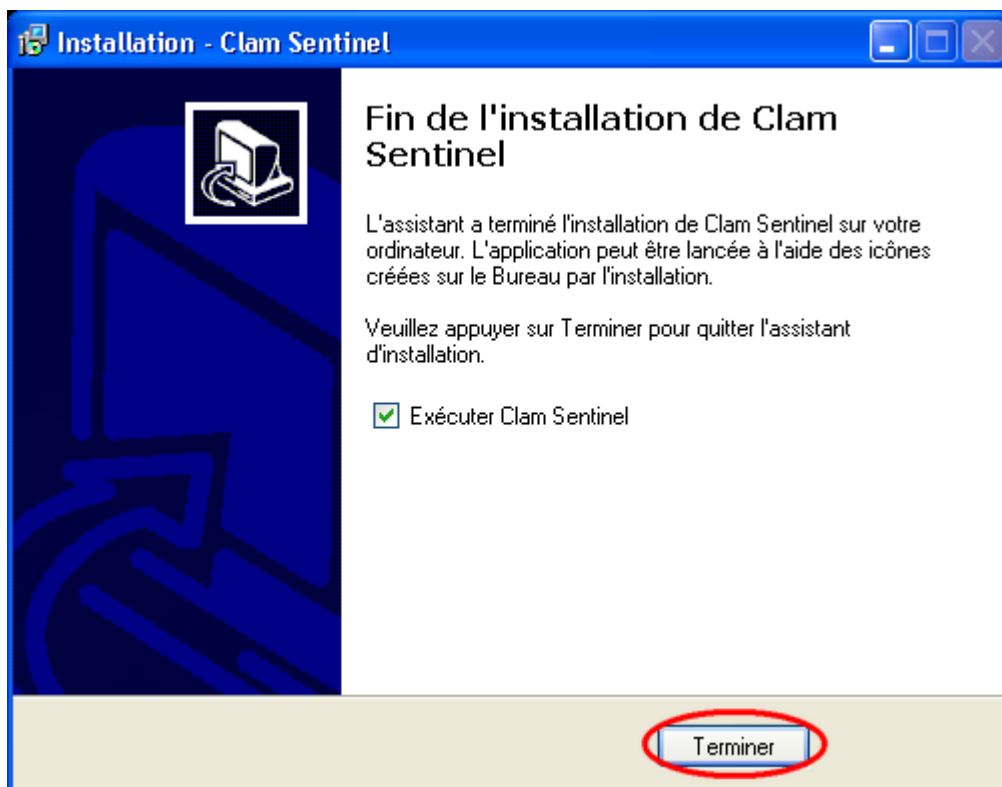 Installation - Clam Sentinel
Fin de l'installation de Clam
Sentinel
L'assistant a terminé l'installation de Clam Sentinel sur votre
ordinateur. L'application peut être lancée à l'aide des icônes
créées sur le Bureau par l'installation.
Veuillez appuyer sur Terminer pour quitter l'assistant
d'installation.
Exécuter Clam Sentinel
Terminer